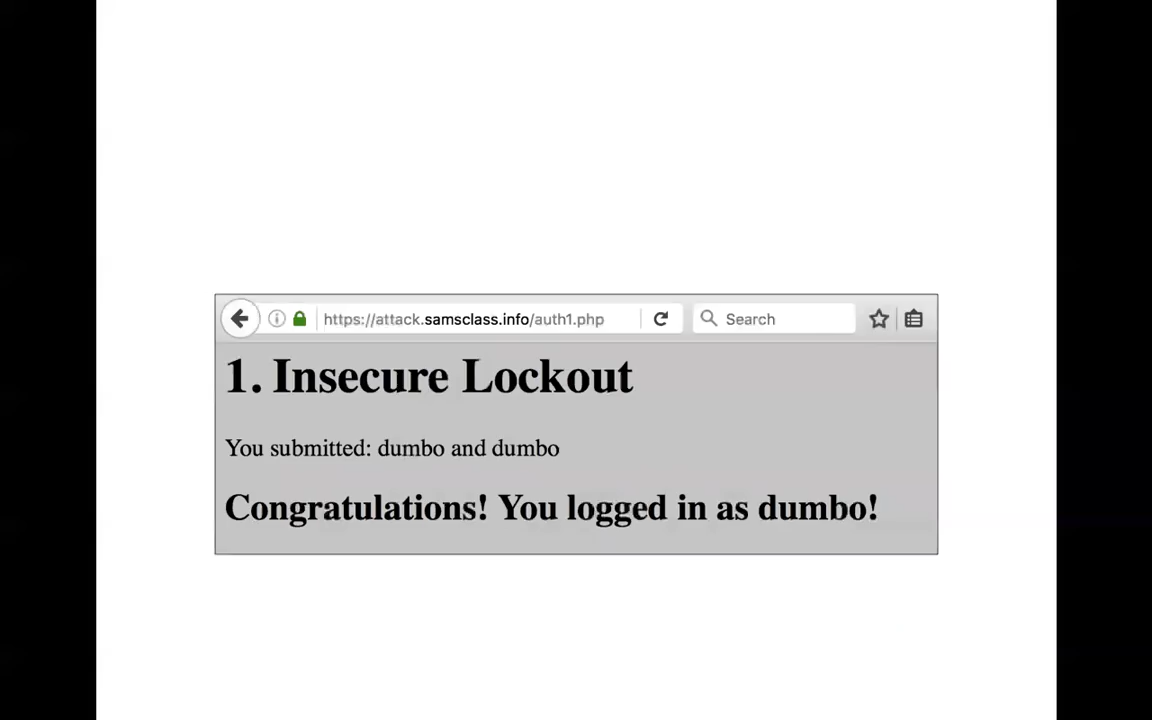 https://attack.samsclass.info/auth1.php Search
1. Insecure Lockout
You submitted: dumbo and dumbo
Congratulations! You logged in as dumbo!